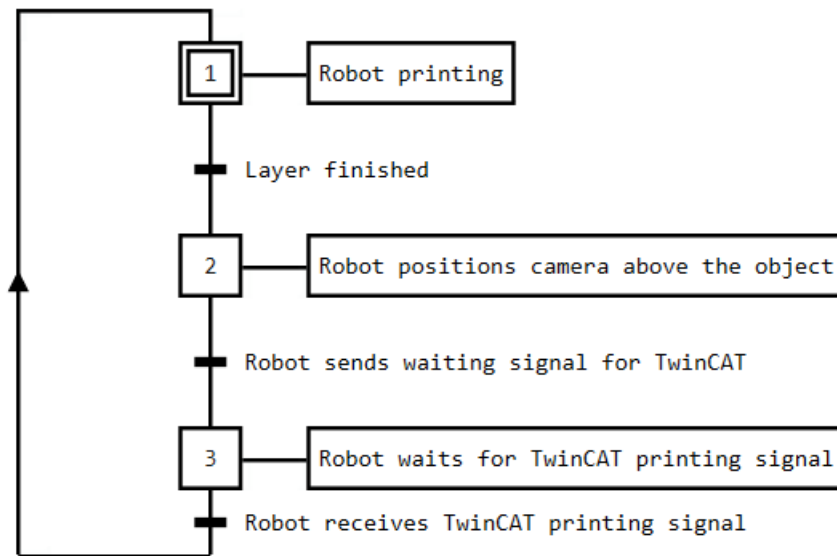 1
Robot printing
Layer finished
2
Robot positions camera above the object
Robot sends waiting signal for TwinCAT
3
Robot waits for TwinCAT printing signal
Robot receives TwinCAT printing signal